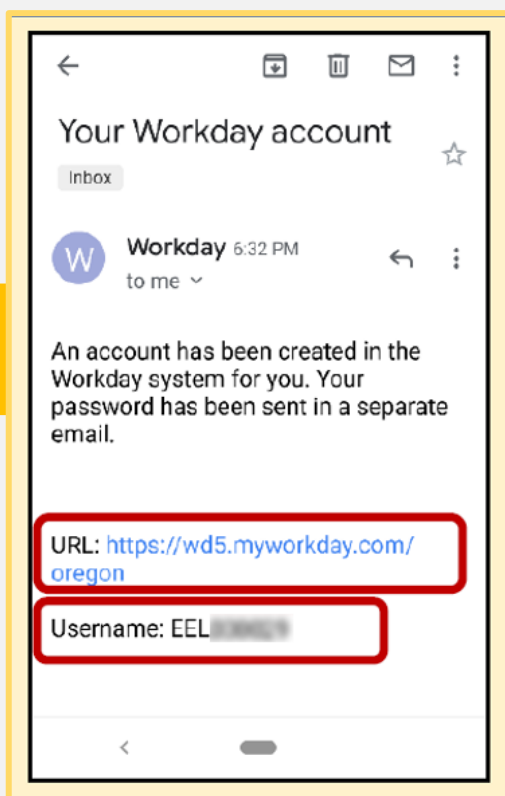 Your Workday account
Inbox
W
Workday 6:32 PM
to me
An account has been created in the
Workday system for you. Your
password has been sent in a separate
email.
URL: https://wd5.myworkday.com/
oregon
Username: EEL